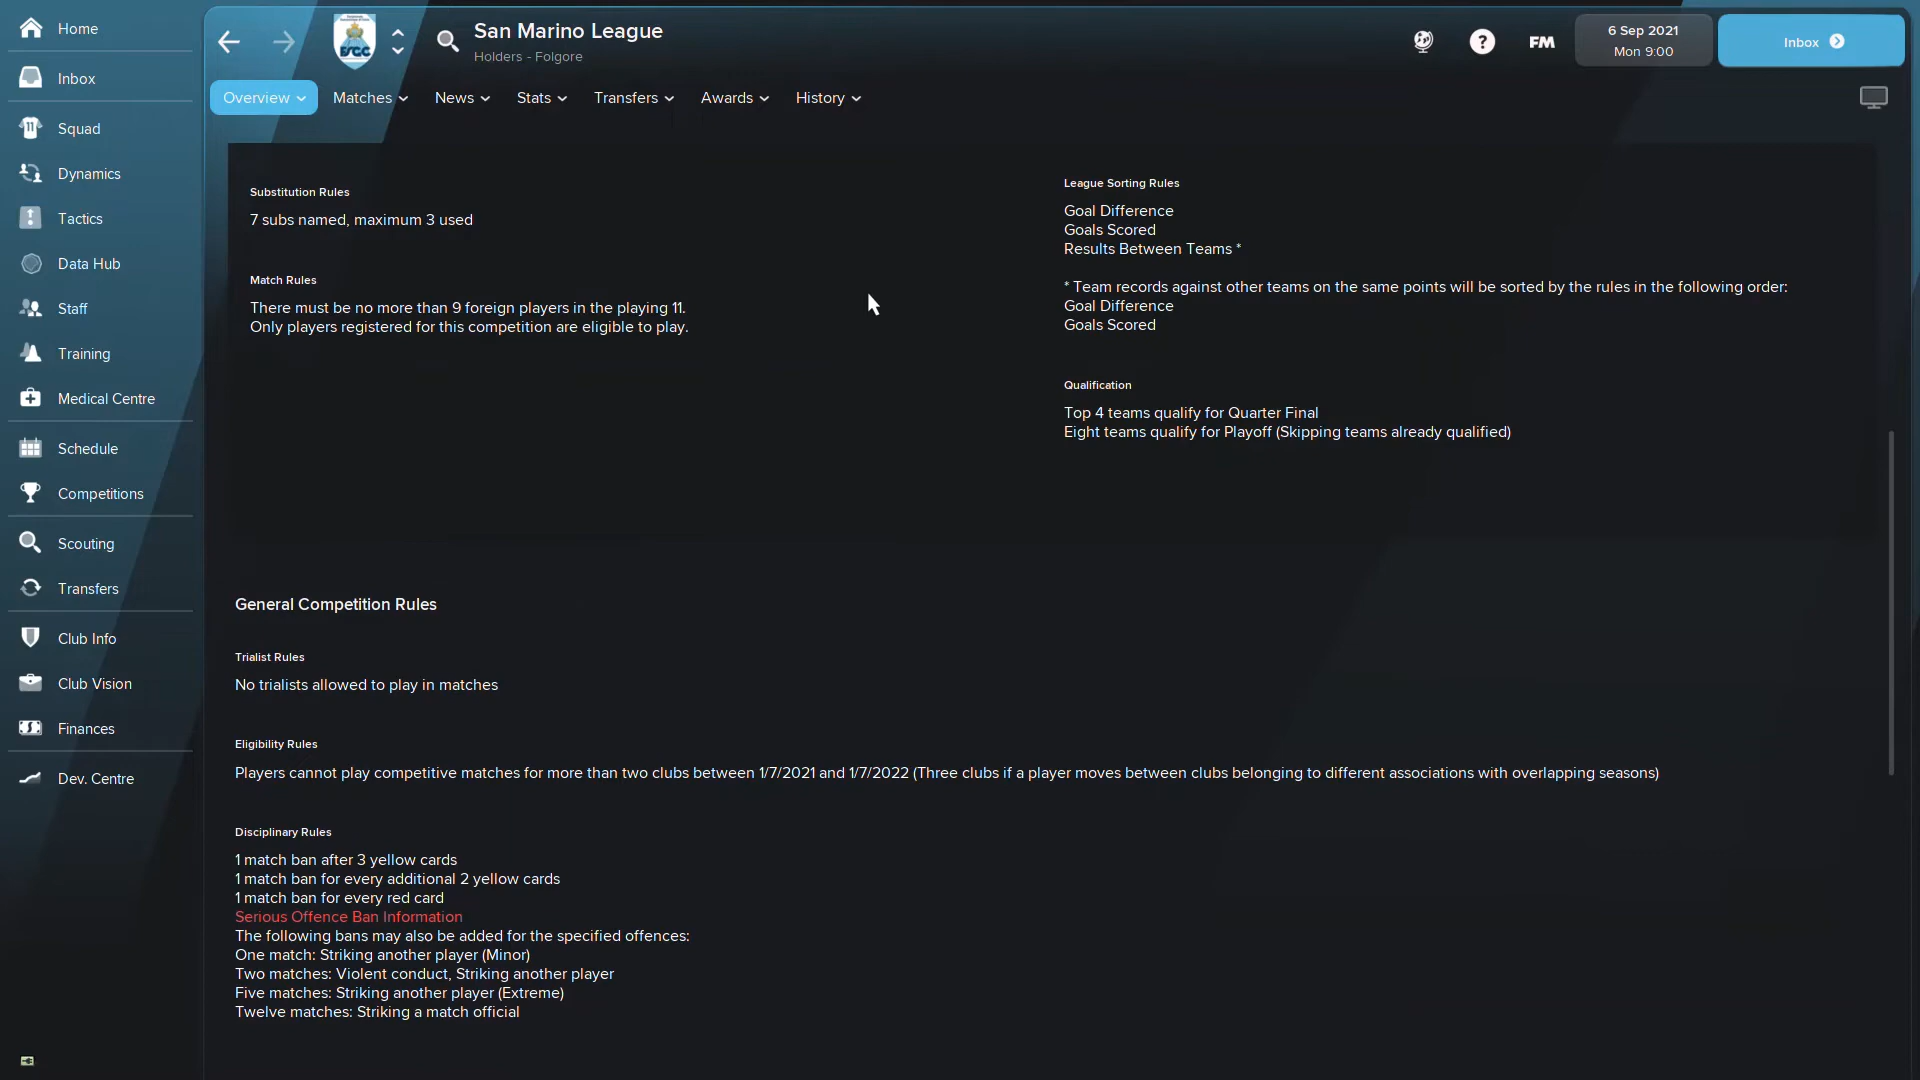 Home
Inbox
Squad
Dynamics
Tactics
Data Hub
Staff
Training
Medical Centre
Schedule
Competitions
Scouting
Transfers
Club Info
Club Vision
Finances
Dev. Centre
San Marino League
Holders - Folgore
FM
6 Sep 2021
Mon 9:00
Inbox
Overview
Matches
News
Stats
Transfers
Awards
History
Substitution Rules
7 subs named, maximum 3 used
Match Rules
There must be no more than 9 foreign players in the playing 11.
Only players registered for this competition are eligible to play.
League Sorting Rules
Goal Difference
Goals Scored
Results Between Teams *
* Team records against other teams on the same points will be sorted by the rules in the following order:
Goal Difference
Goals Scored
Qualification
Top 4 teams qualify for Quarter Final
Eight teams qualify for Playoff (Skipping teams already qualified)
General Competition Rules
Trialist Rules
No trialists allowed to play in matches
Eligibility Rules
Players cannot play competitive matches for more than two clubs between 1/7/2021 and 1/7/2022 (Three clubs if a player moves between clubs belonging to different associations with overlapping seasons)
Disciplinary Rules
1 match ban after 3 yellow cards
1 match ban for every additional 2 yellow cards
1 match ban for every red card
Serious Offence Ban Information
The following bans may also be added for the specified offences:
One match: Striking another player (Minor)
Two matches: Violent conduct, Striking another player
Five matches: Striking another player (Extreme)
Twelve matches: Striking a match official